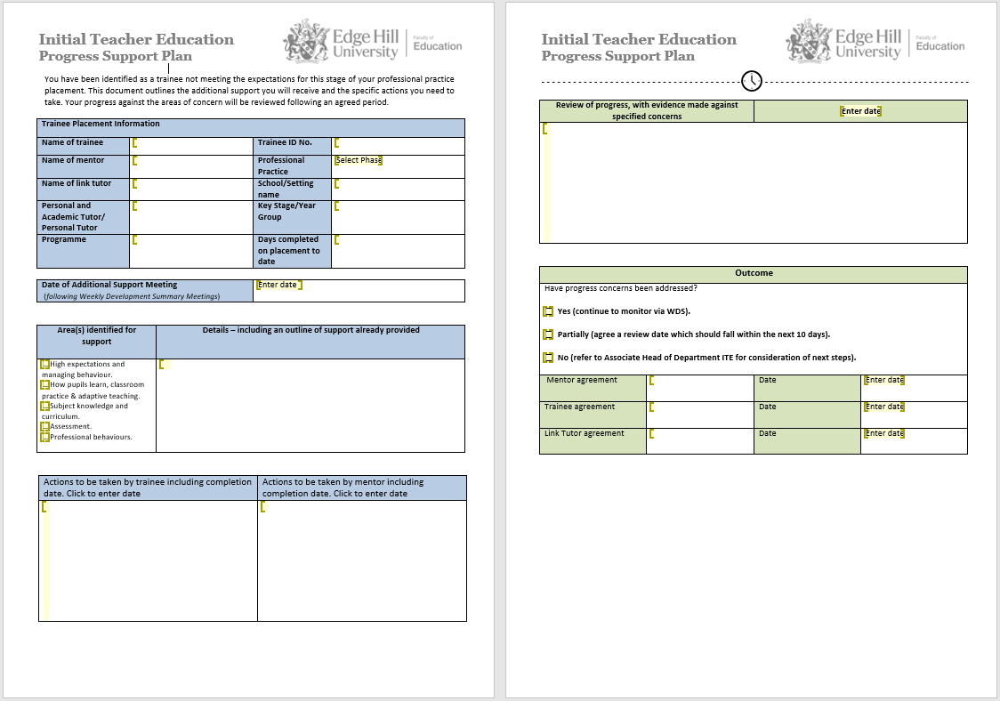 Initial Teacher Education
Progress Support Plan
Edge Hill
University
Faculty of
Education
You have been identified as a trainee not meeting the expectations for this stage of your professional practice
placement. This document outlines the additional support you will receive and the specific actions you need to
take. Your progress against the areas of concern will be reviewed following an agreed period.
Trainee Placement Information
Name of trainee
Trainee ID No.
Name of mentor
Professional
Practice
Select Phase
Name of link tutor
School/Setting
name
Personal and
Academic Tutor/
Personal Tutor
Key Stage/Year
Group
Programme
Days completed
on placement to
date
Date of Additional Support Meeting
(following Weekly Development Summary Meetings)
Enter date
Area(s) identified for
support
Details – including an outline of support already provided
High expectations and
managing behaviour.
How pupils learn, classroom
practice & adaptive teaching.
Subject knowledge and
curriculum.
Assessment.
Professional behaviours.
Actions to be taken by trainee including completion
date. Click to enter date
Actions to be taken by mentor including
completion date. Click to enter date
Initial Teacher Education
Progress Support Plan
Edge Hill
University
Faculty of
Education
Review of progress, with evidence made against
specified concerns
Enter date
Outcome
Have progress concerns been addressed?
Yes (continue to monitor via WDS).
Partially (agree a review date which should fall within the next 10 days).
No (refer to Associate Head of Department ITE for consideration of next steps).
Mentor agreement
Date
Enter date
Trainee agreement
Date
Enter date
Link Tutor agreement
Date
Enter date